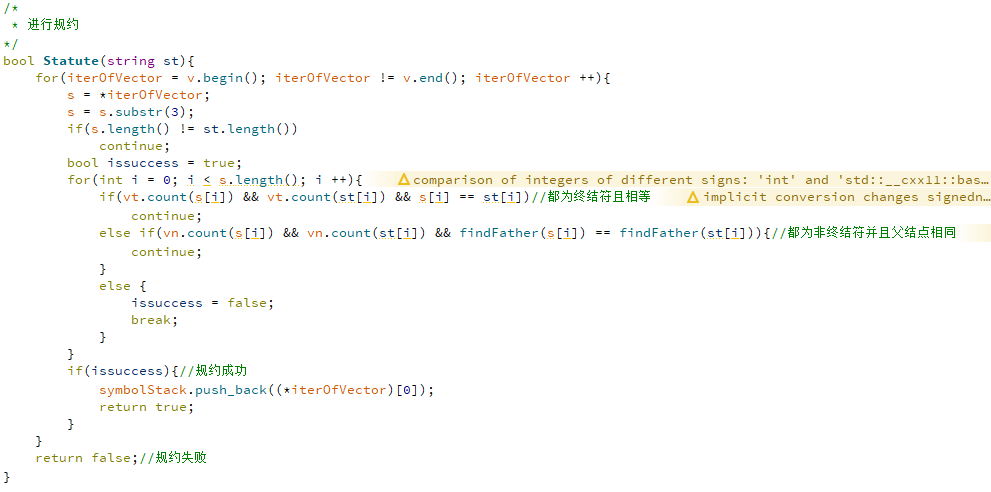 /*
 * 进行规约
*/
bool Statute(string st){
    for(iterOfVector = v.begin(); iterOfVector != v.end(); iterOfVector ++){
        s = *iterOfVector;
        s = s.substr(3);
        if(s.length() != st.length())
            continue;
        bool issuccess = true;
        for(int i = 0; i < s.length(); i ++){ comparison of integers of different signs: 'int' and 'std::__cxx11::bas…
            if(vt.count(s[i]) && vt.count(st[i]) && s[i] == st[i])//都为终结符且相等 implicit conversion changes signedn…
                continue;
            else if(vn.count(s[i]) && vn.count(st[i]) && findFather(s[i]) == findFather(st[i])){//都为非终结符并且父结点相同
                continue;
            }
            else {
                issuccess = false;
                break;
            }
        }
        if(issuccess){//规约成功
            symbolStack.push_back((*iterOfVector)[0]);
            return true;
        }
    }
    return false;//规约失败
}